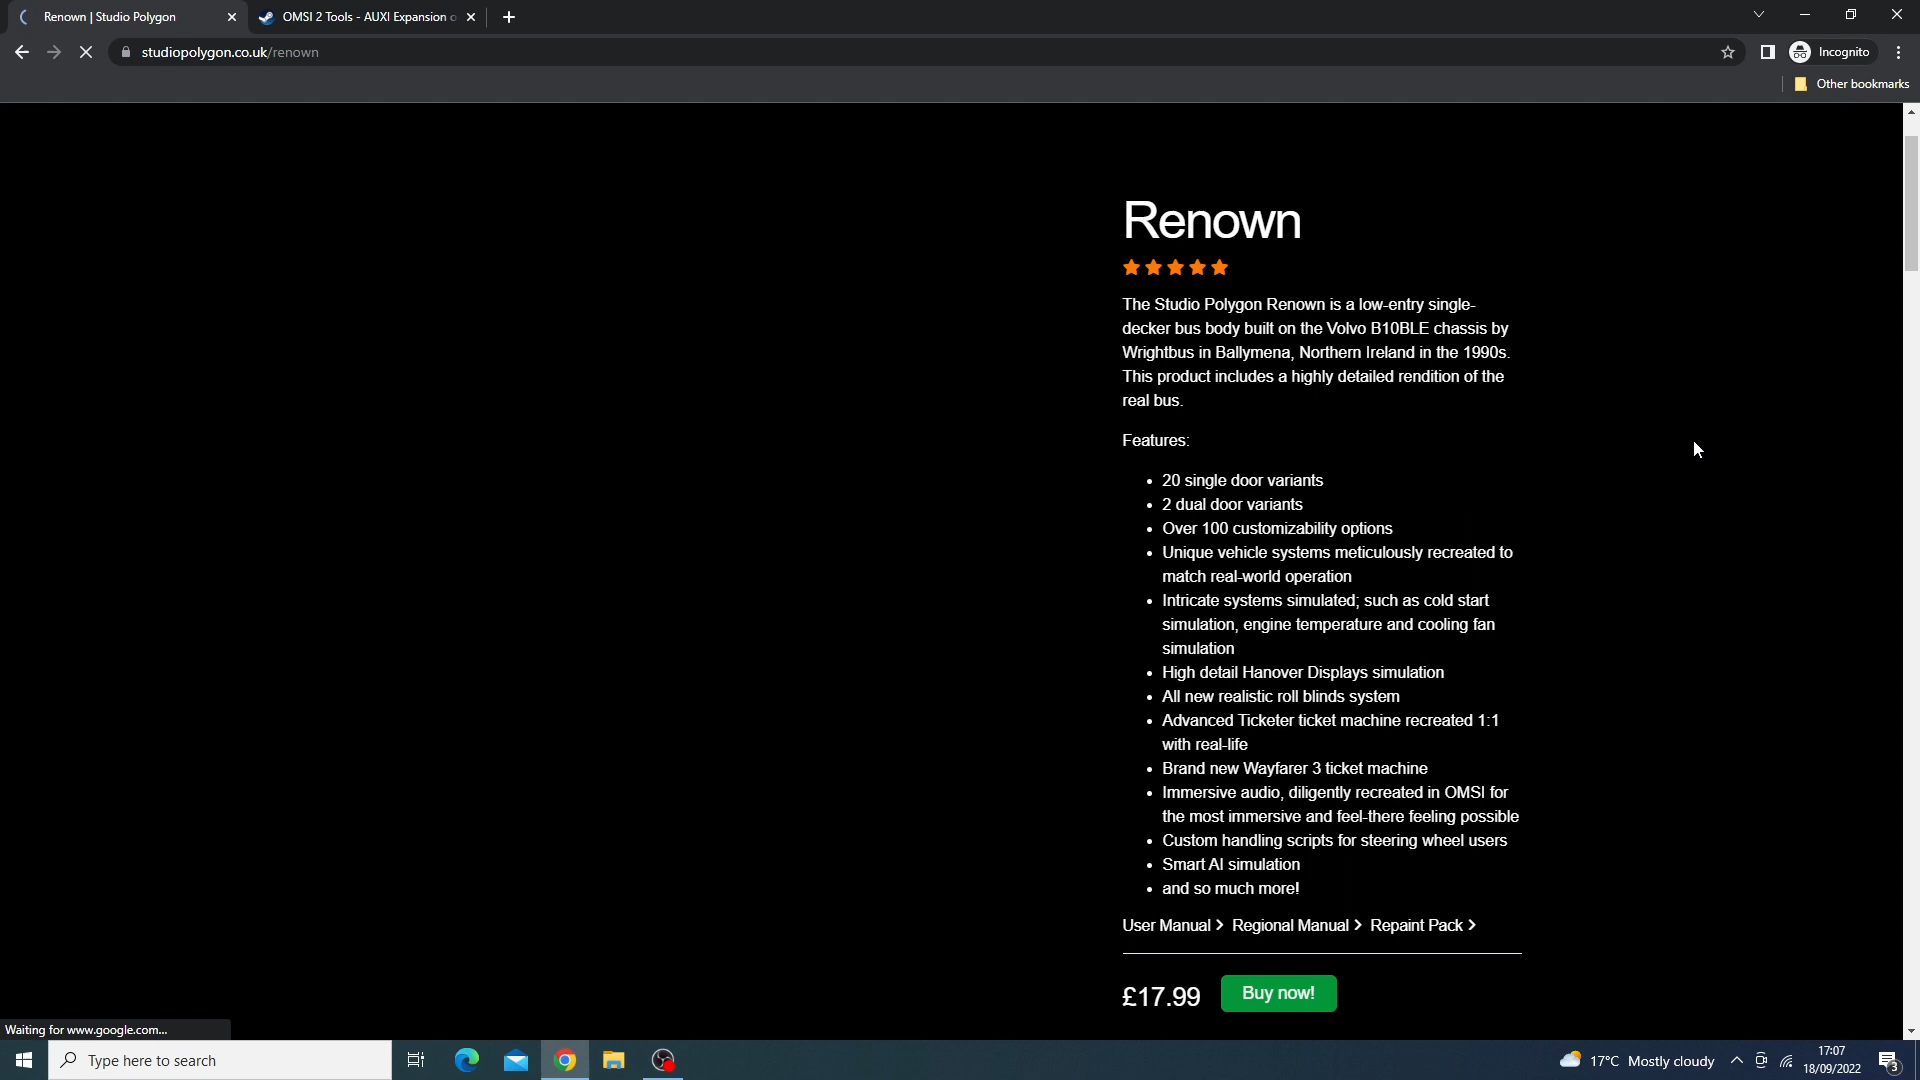 Renown | Studio Polygon
OMSI 2 Tools - AUXI Expansion o
studiopolygon.co.uk/renown
Incognito
Other bookmarks
Renown
The Studio Polygon Renown is a low-entry single-
decker bus body built on the Volvo B10BLE chassis by
Wrightbus in Ballymena, Northern Ireland in the 1990s.
This product includes a highly detailed rendition of the
real bus.
Features:
• 20 single door variants
• 2 dual door variants
• Over 100 customizability options
• Unique vehicle systems meticulously recreated to
match real-world operation
• Intricate systems simulated; such as cold start
simulation, engine temperature and cooling fan
simulation
• High detail Hanover Displays simulation
• All new realistic roll blinds system
• Advanced Ticketer ticket machine recreated 1:1
with real-life
• Brand new Wayfarer 3 ticket machine
• Immersive audio, diligently recreated in OMSI for
the most immersive and feel-there feeling possible
• Custom handling scripts for steering wheel users
• Smart AI simulation
• and so much more!
User Manual > Regional Manual > Repaint Pack >
£17.99 Buy now!
Waiting for www.google.com...
Type here to search
17°C Mostly cloudy
17:07
18/09/2022
3